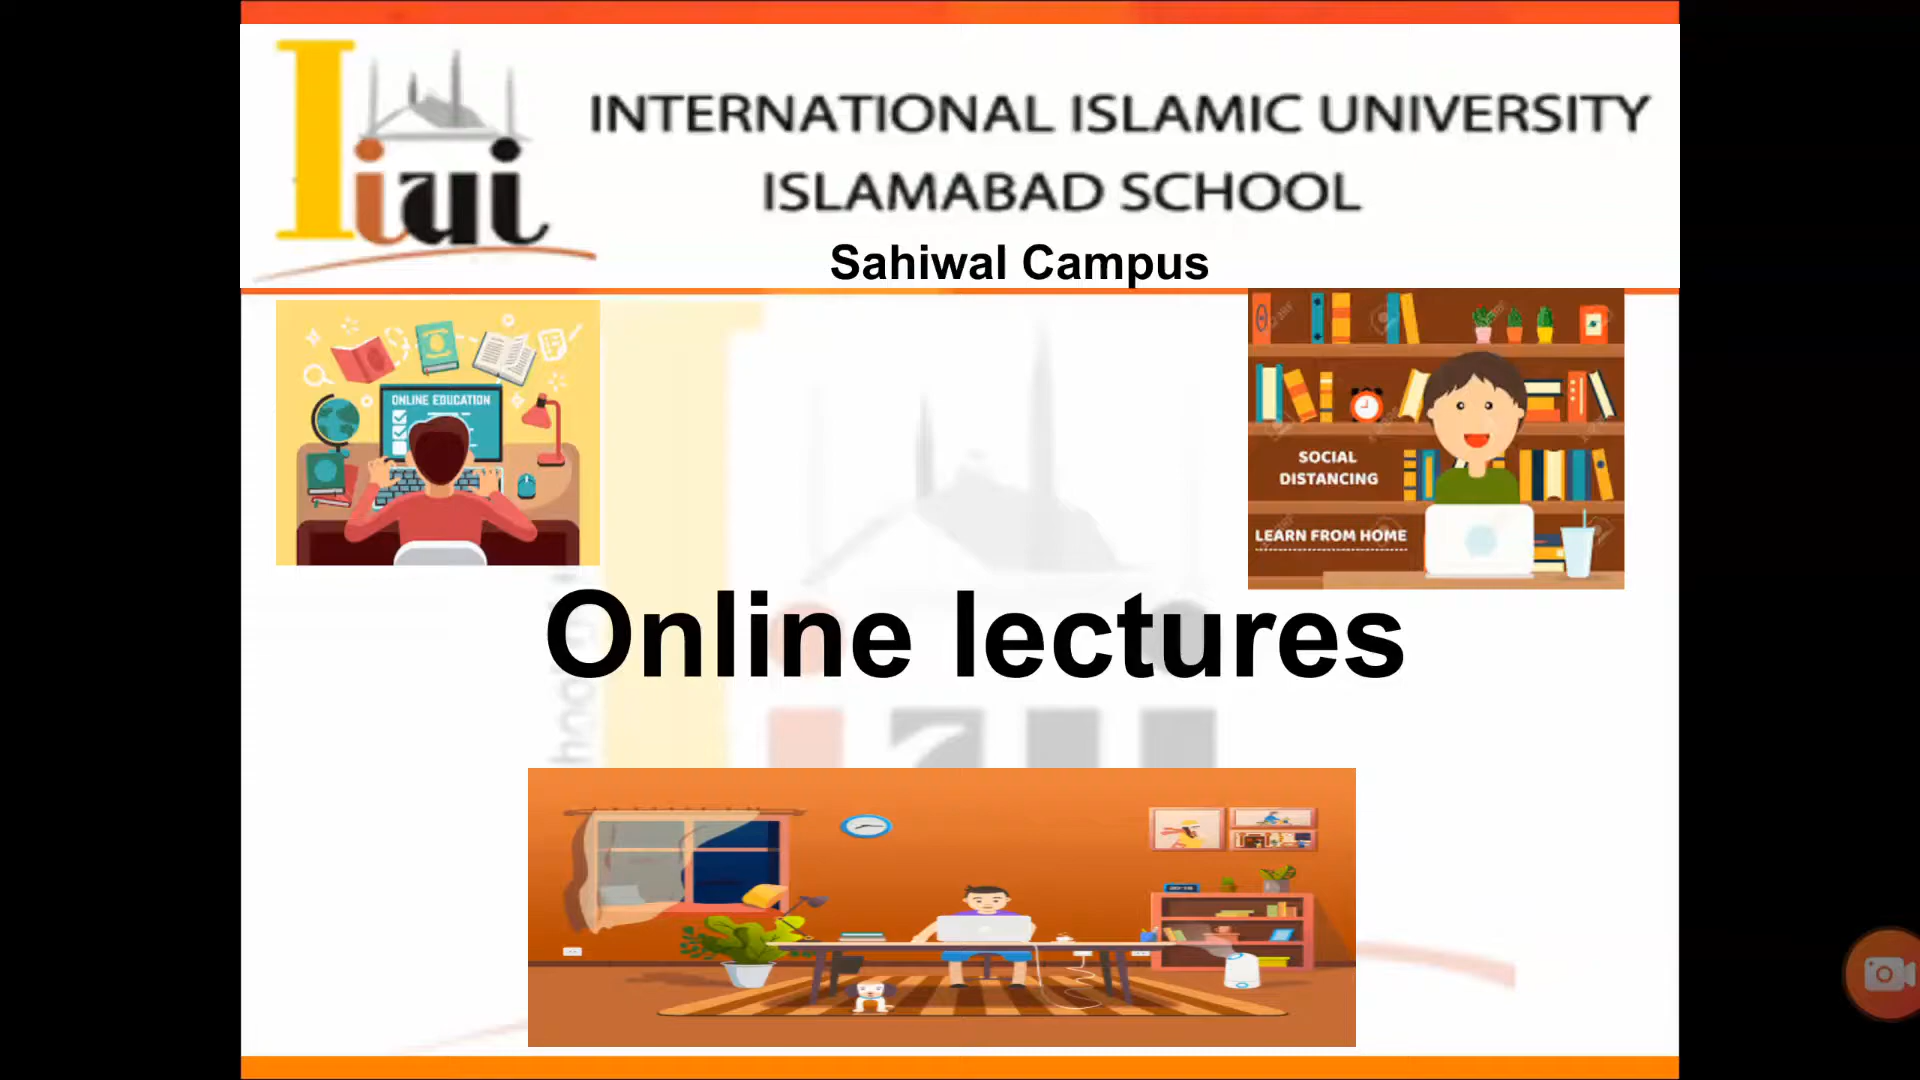 Iiui
INTERNATIONAL ISLAMIC UNIVERSITY
ISLAMABAD SCHOOL
Sahiwal Campus
ONLINE EDUCATION
SOCIAL
DISTANCING
LEARN FROM HOME
Online lectures